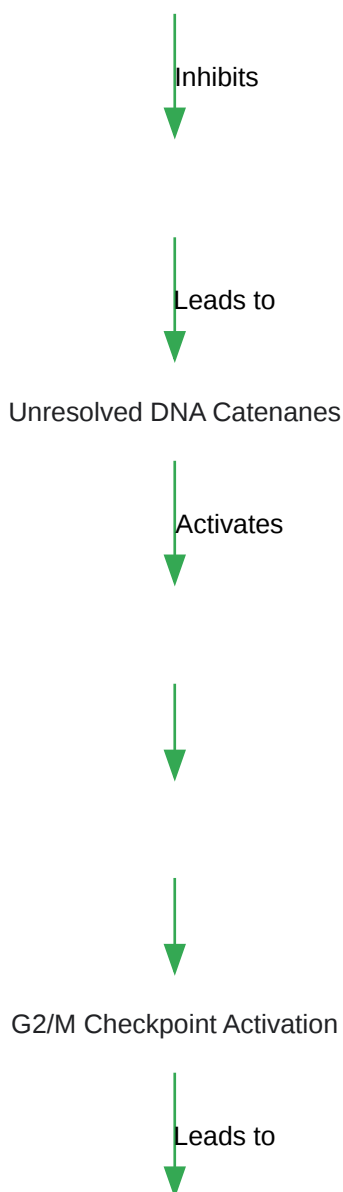 Inhibits
Leads to
Unresolved DNA Catenanes
Activates
G2/M Checkpoint Activation
Leads to